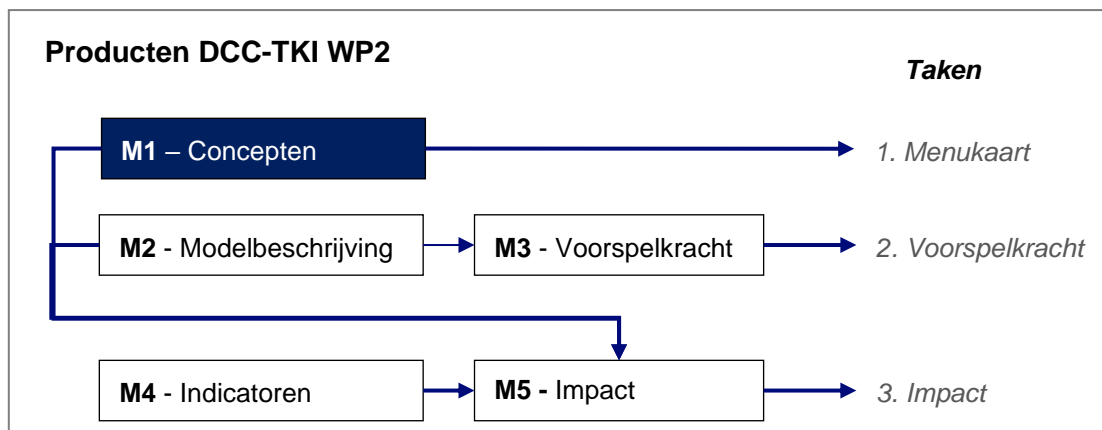 Producten DCC-TKI WP2
Taken
M1 – Concepten
1. Menukaart
M2 - Modelbeschrijving
M3 - Voorspelkracht
2. Voorspelkracht
M4 - Indicatoren
M5 - Impact
3. Impact